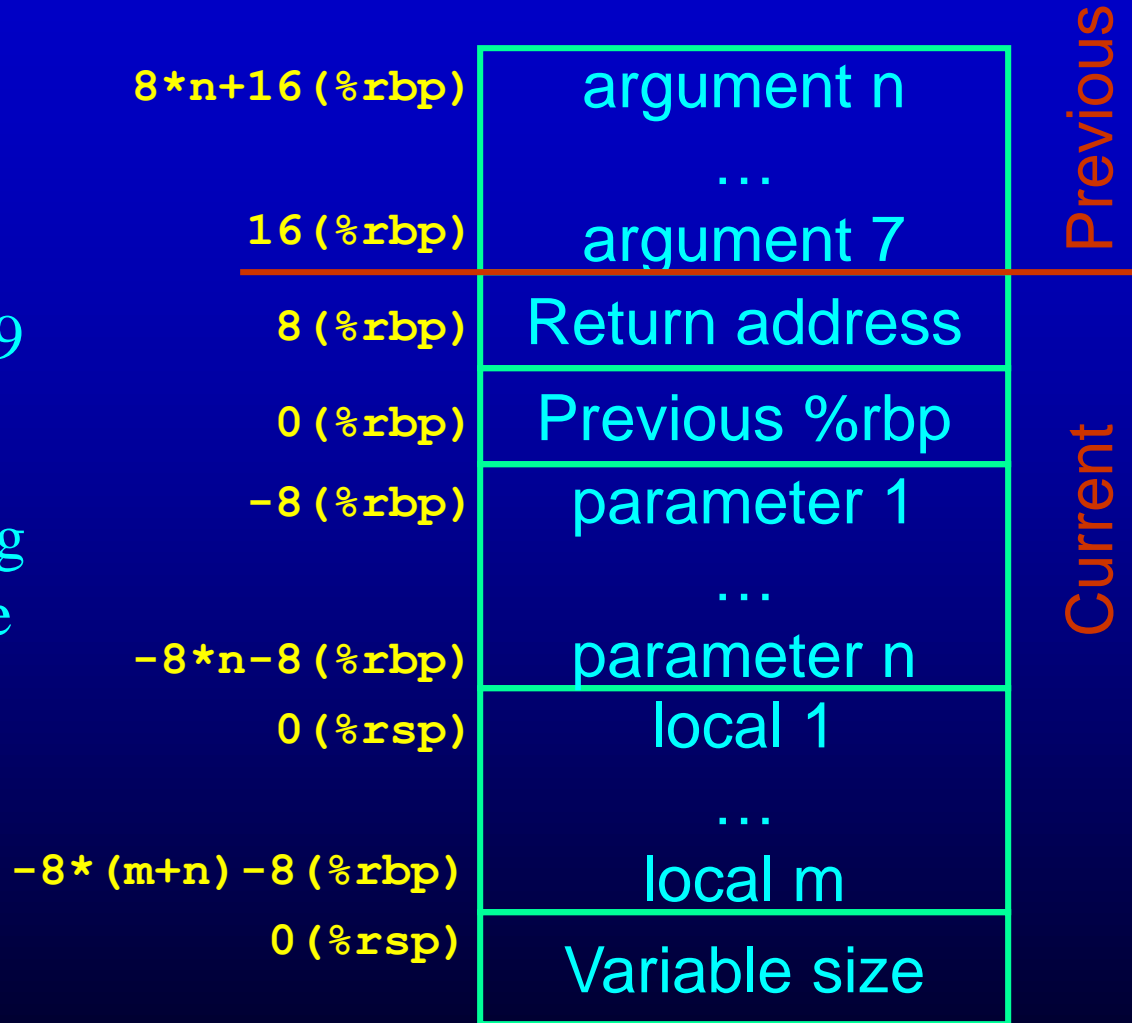 8*n+16(%rbp) argument n
…
16(%rbp) argument 7
Previous
9
8(%rbp) Return address
0(%rbp) Previous %rbp
g
e
-8(%rbp) parameter 1
…
-8*n-8(%rbp) parameter n
0(%rsp) local 1
…
-8*(m+n)-8(%rbp) local m
0(%rsp) Variable size
Current